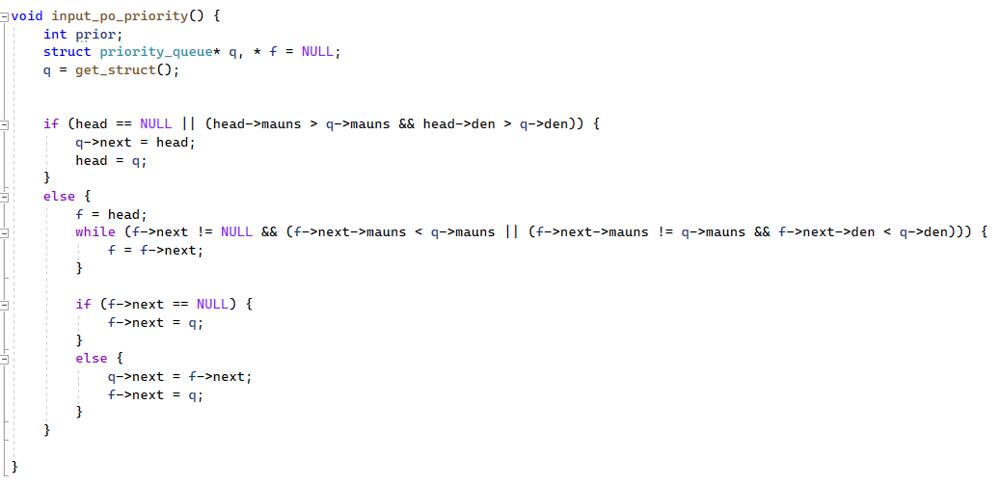 void input_po_priority() {
    int prior;
    struct priority_queue* q, * f = NULL;
    q = get_struct();
    if (head == NULL || (head->mauns > q->mauns && head->den > q->den)) {
        q->next = head;
        head = q;
    }
    else {
        f = head;
        while (f->next != NULL && (f->next->mauns < q->mauns || (f->next->mauns != q->mauns && f->next->den < q->den))) {
            f = f->next;
        }
        if (f->next == NULL) {
            f->next = q;
        }
        else {
            q->next = f->next;
            f->next = q;
        }
    }
}